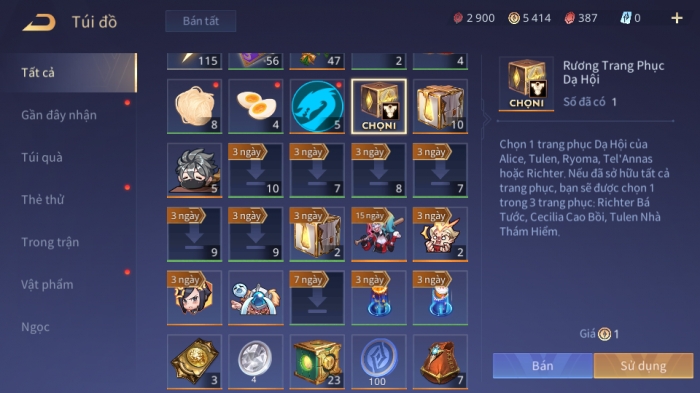 Túi đồ
Bán tất
2 900
5 414
387
0
Tất cả
Gần đây nhận
Túi quà
Thẻ thử
Trong trận
Vật phẩm
Ngọc
115
56
47
2
4
8
4
5
CHỌN1
10
5
3 ngày
10
3 ngày
7
3 ngày
8
3 ngày
7
3 ngày
9
3 ngày
9
3 ngày
2
15 ngày
2
3 ngày
2
3 ngày
3 ngày
7 ngày
3 ngày
3 ngày
3
4
23
100
7
CHỌN1
Rương Trang Phục
Dạ Hội
Số đã có 1
Chọn 1 trang phục Dạ Hội của
Alice, Tulen, Ryoma, Tel'Annas
hoặc Richter. Nếu đã sở hữu tất cả
trang phục, bạn sẽ được chọn 1
trong 3 trang phục: Richter Bá
Tước, Cecilia Cao Bồi, Tulen Nhà
Thám Hiểm.
Giá 1
Bán
Sử dụng